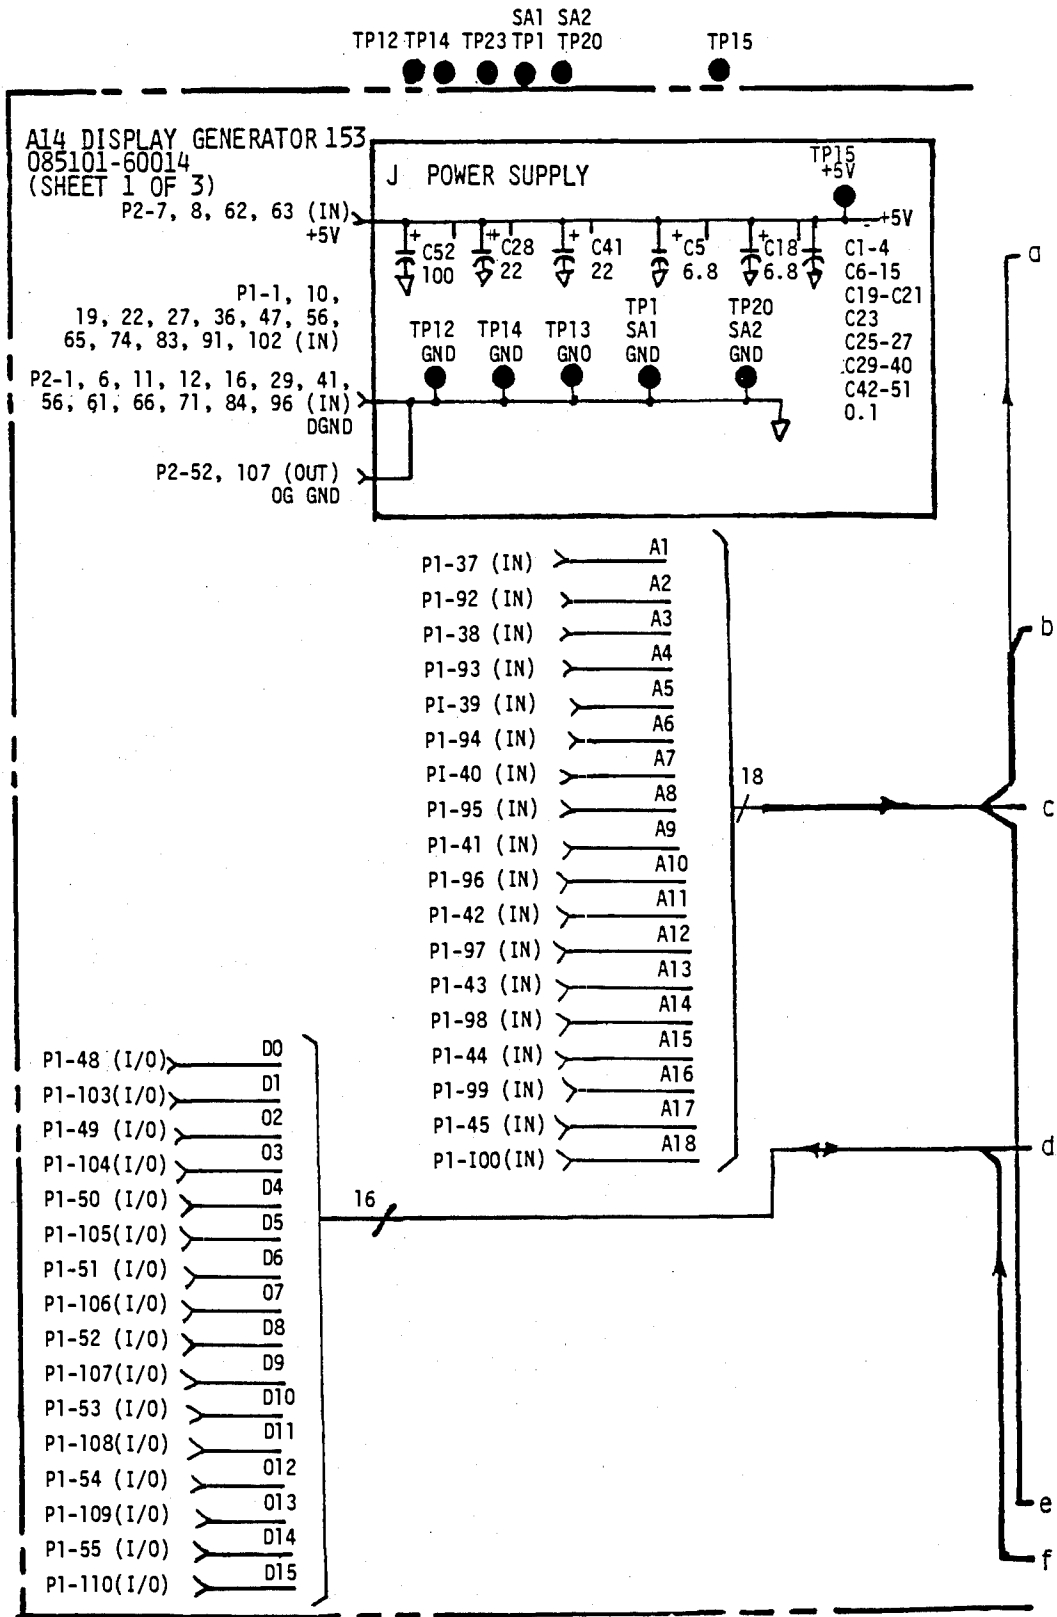 SA1 SA2
TP12 TP14 TP23 TP1 TP20 TP15
A14 DISPLAY GENERATOR 153
085101-60014
(SHEET 1 OF 3)
J POWER SUPPLY
TP15
+5V
P2-7, 8, 62, 63 (IN)
+5V
+5V
+ C52
100
+ C28
22
+ C41
22
+ C5
6.8
+ C18
6.8
C1-4
C6-15
C19-C21
C23
C25-27
C29-40
C42-51
0.1
P1-1, 10,
19, 22, 27, 36, 47, 56,
65, 74, 83, 91, 102 (IN)
TP12
GND
TP14
GND
TP13
GNO
TP1
SA1
GND
TP20
SA2
GND
P2-1, 6, 11, 12, 16, 29, 41,
56, 61, 66, 71, 84, 96 (IN)
DGND
P2-52, 107 (OUT)
OG GND
P1-37 (IN) A1
P1-92 (IN) A2
P1-38 (IN) A3
P1-93 (IN) A4
PI-39 (IN) A5
P1-94 (IN) A6
PI-40 (IN) A7
P1-95 (IN) A8
P1-41 (IN) A9
P1-96 (IN) A10
P1-42 (IN) A11
P1-97 (IN) A12
P1-43 (IN) A13
P1-98 (IN) A14
P1-44 (IN) A15
P1-99 (IN) A16
P1-45 (IN) A17
P1-I00(IN) A18
18
P1-48 (I/O) D0
P1-103(I/O) D1
P1-49 (I/O) O2
P1-104(I/O) O3
P1-50 (I/O) D4
P1-105(I/O) D5
P1-51 (I/O) D6
P1-106(I/O) O7
P1-52 (I/O) D8
P1-107(I/O) D9
P1-53 (I/O) D10
P1-108(I/O) D11
P1-54 (I/O) O12
P1-109(I/O) O13
P1-55 (I/O) D14
P1-110(I/O) D15
16
a
b
c
d
e
f